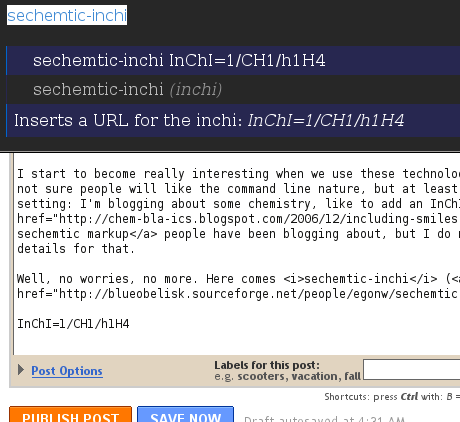 sechemtic-inchi
sechemtic-inchi InChI=1/CH1/h1H4
sechemtic-inchi (inchi)
Inserts a URL for the inchi: InChI=1/CH1/h1H4
I start to become really interesting when we use these technolo
not sure people will like the command line nature, but at least
setting: I'm blogging about some chemistry, like to add an InCh
href="http://chem-bla-ics.blogspot.com/2006/12/including-smiles
sechemtic markup</a> people have been blogging about, but I do n
details for that.
Well, no worries, no more. Here comes <i>sechemtic-inchi</i> (<a
href="http://blueobelisk.sourceforge.net/people/egonw/sechemtic
InChI=1/CH1/h1H4
Post Options
Labels for this post:
e.g. scooters, vacation, fall
Shortcuts: press Ctrl with: B =
PUBLISH POST
SAVE NOW
Draft autosaved at 4:31 AM